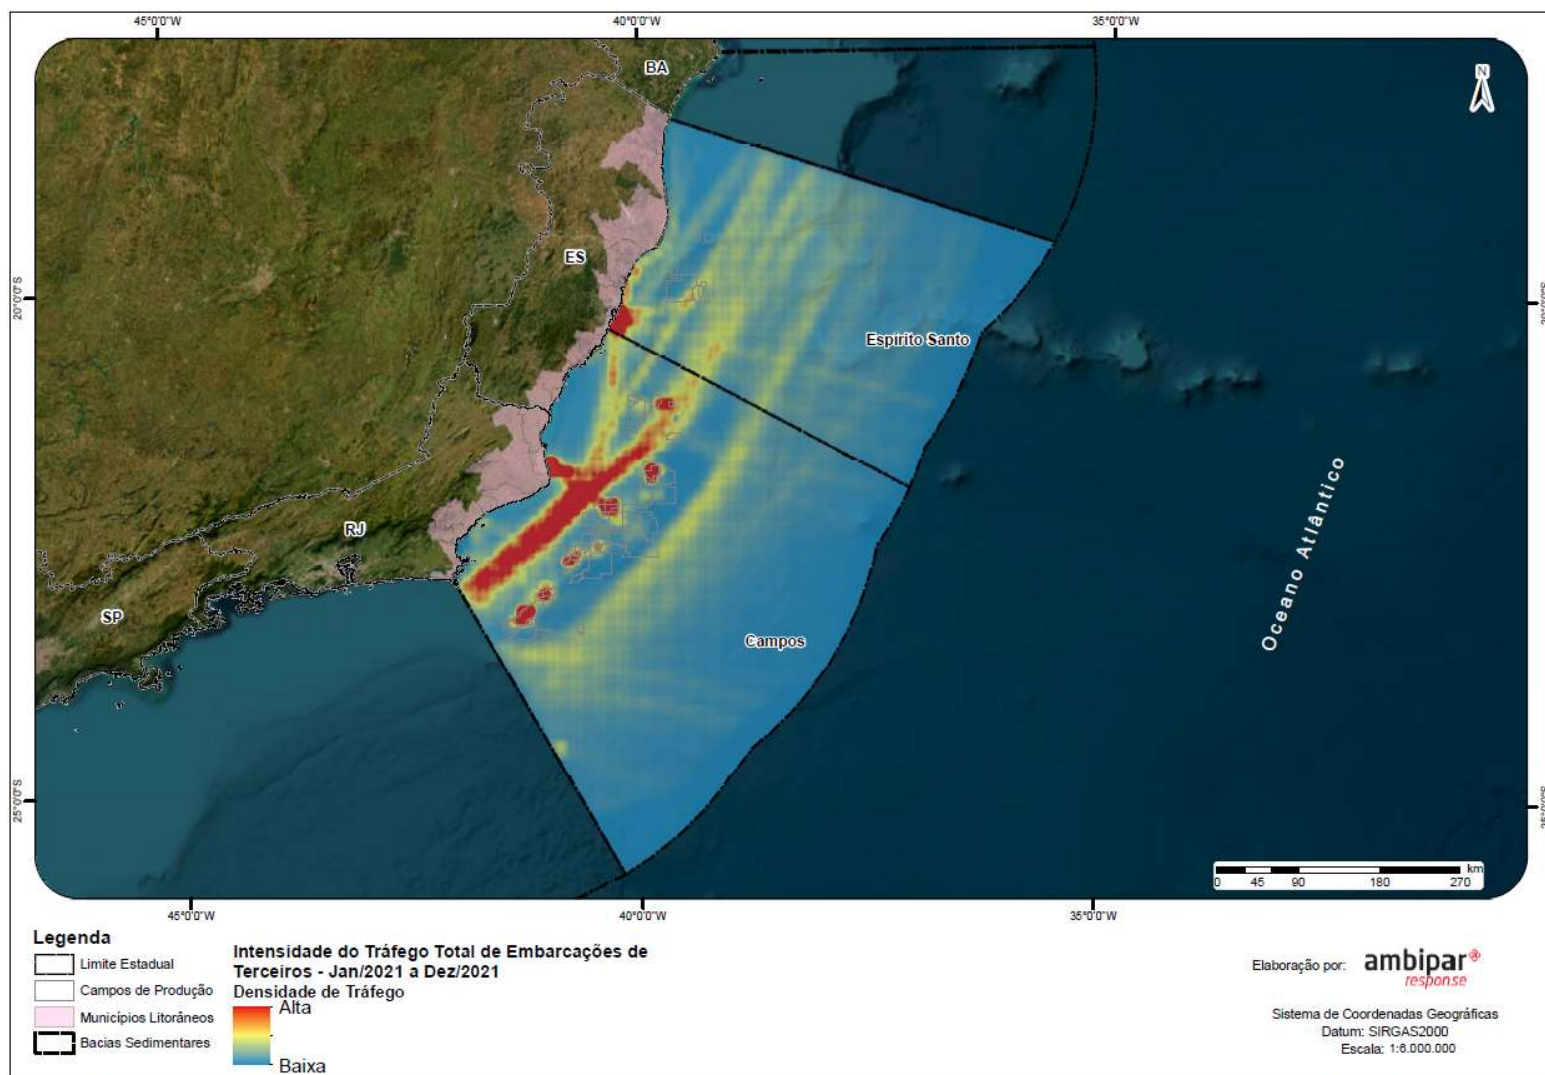 45°0'0"W
40°0'0"W
35°0'0"W
BA
N
ES
20°0'0"S
Espírito Santo
RJ
SP
Campos
Oceano Atlântico
25°0'0"S
km
0 45 90 180 270
45°0'0"W
40°0'0"W
35°0'0"W
Legenda
Limite Estadual
Campos de Produção
Municípios Litorâneos
Bacias Sedimentares
Intensidade do Tráfego Total de Embarcações de
Terceiros - Jan/2021 a Dez/2021
Densidade de Tráfego
Alta
Baixa
Elaboração por:
ambipar
response
Sistema de Coordenadas Geográficas
Datum: SIRGAS2000
Escala: 1:6.000.000